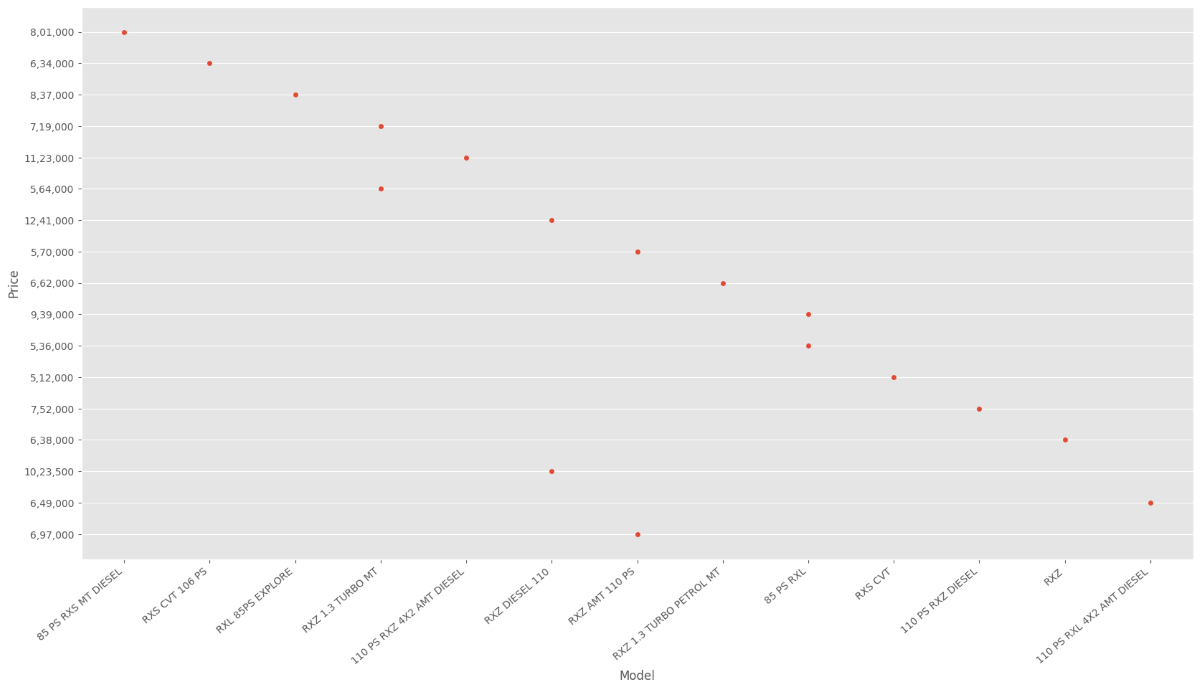 Price
8,01,000
6,34,000
8,37,000
7,19,000
11,23,000
5,64,000
12,41,000
5,70,000
6,62,000
9,39,000
5,36,000
5,12,000
7,52,000
6,38,000
10,23,500
6,49,000
6,97,000
85 PS RXS MT DIESEL
RXS CVT 106 PS
RXL 85PS EXPLORE
RXZ 1.3 TURBO MT
110 PS RXZ 4X2 AMT DIESEL
RXZ DIESEL 110
RXZ AMT 110 PS
RXZ 1.3 TURBO PETROL MT
85 PS RXL
RXS CVT
110 PS RXZ DIESEL
RXZ
110 PS RXL 4X2 AMT DIESEL
Model